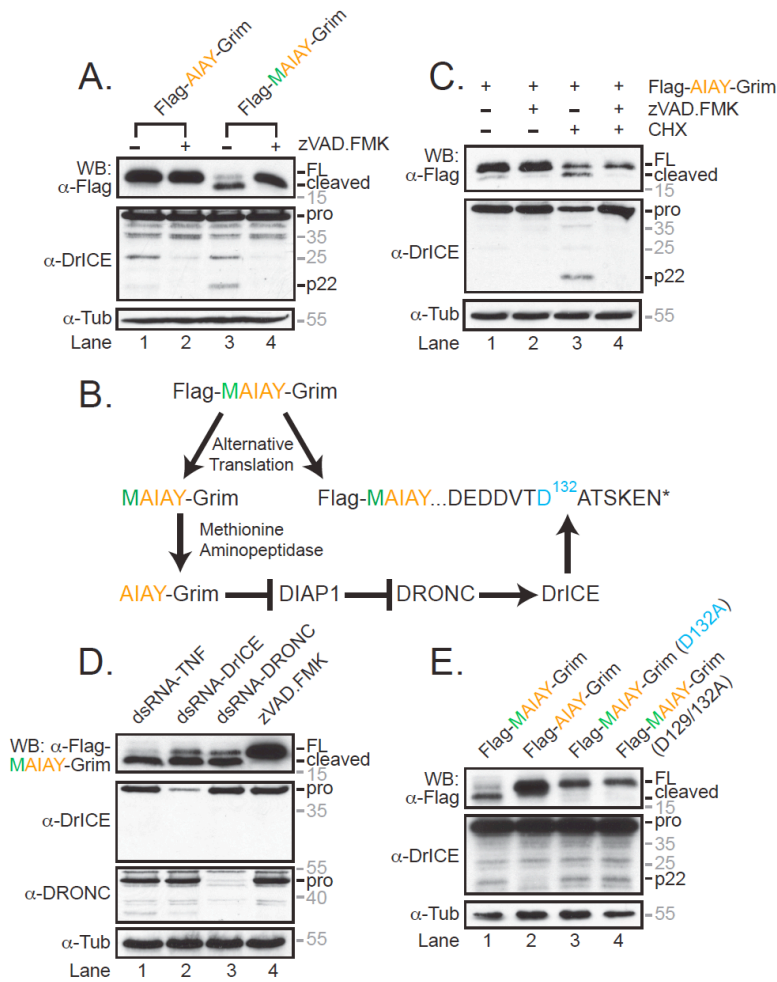 A.
Flag-AIAY-Grim
Flag-MAIAY-Grim
– + – + zVAD.FMK
WB:
α-Flag
FL
cleaved
15
α-DrICE
pro
35
25
p22
α-Tub
55
Lane 1 2 3 4
C.
+ + + + Flag-AIAY-Grim
– + – + zVAD.FMK
– – + + CHX
WB:
α-Flag
FL
cleaved
15
α-DrICE
pro
35
25
p22
α-Tub
55
Lane 1 2 3 4
B.
Flag-MAIAY-Grim
Alternative
Translation
MAIAY-Grim
Flag-MAIAY...DEDDVTD132ATSKEN*
Methionine
Aminopeptidase
AIAY-Grim DIAP1 DRONC DrICE
D.
dsRNA-TNF
dsRNA-DrICE
dsRNA-DRONC
zVAD.FMK
WB: α-Flag-
MAIAY-Grim
FL
cleaved
15
α-DrICE
pro
35
α-DRONC
55
pro
40
α-Tub
55
Lane 1 2 3 4
E.
Flag-MAIAY-Grim
Flag-AIAY-Grim
Flag-MAIAY-Grim (D132A)
Flag-MAIAY-Grim
(D129/132A)
WB:
α-Flag
FL
cleaved
15
α-DrICE
pro
35
25
p22
α-Tub
55
Lane 1 2 3 4